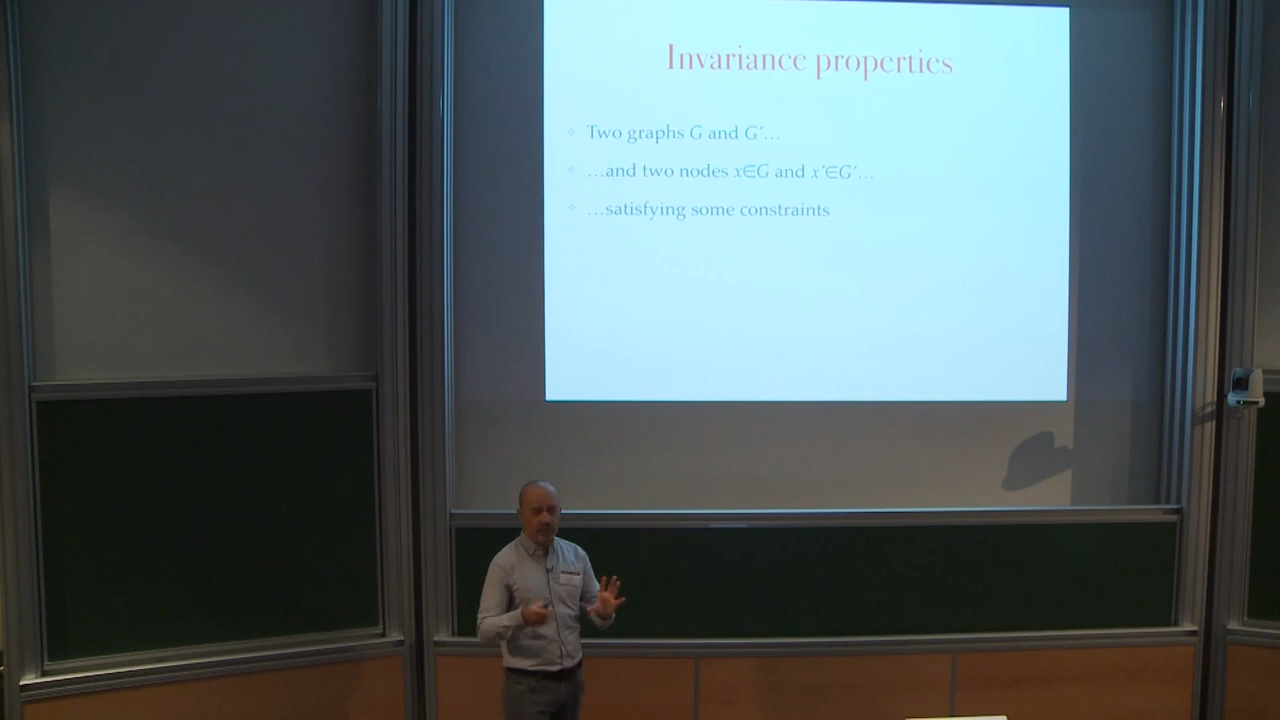 Invariance properties
Two graphs G and G’…
…and two nodes x∈G and x’∈G’…
…satisfying some constraints